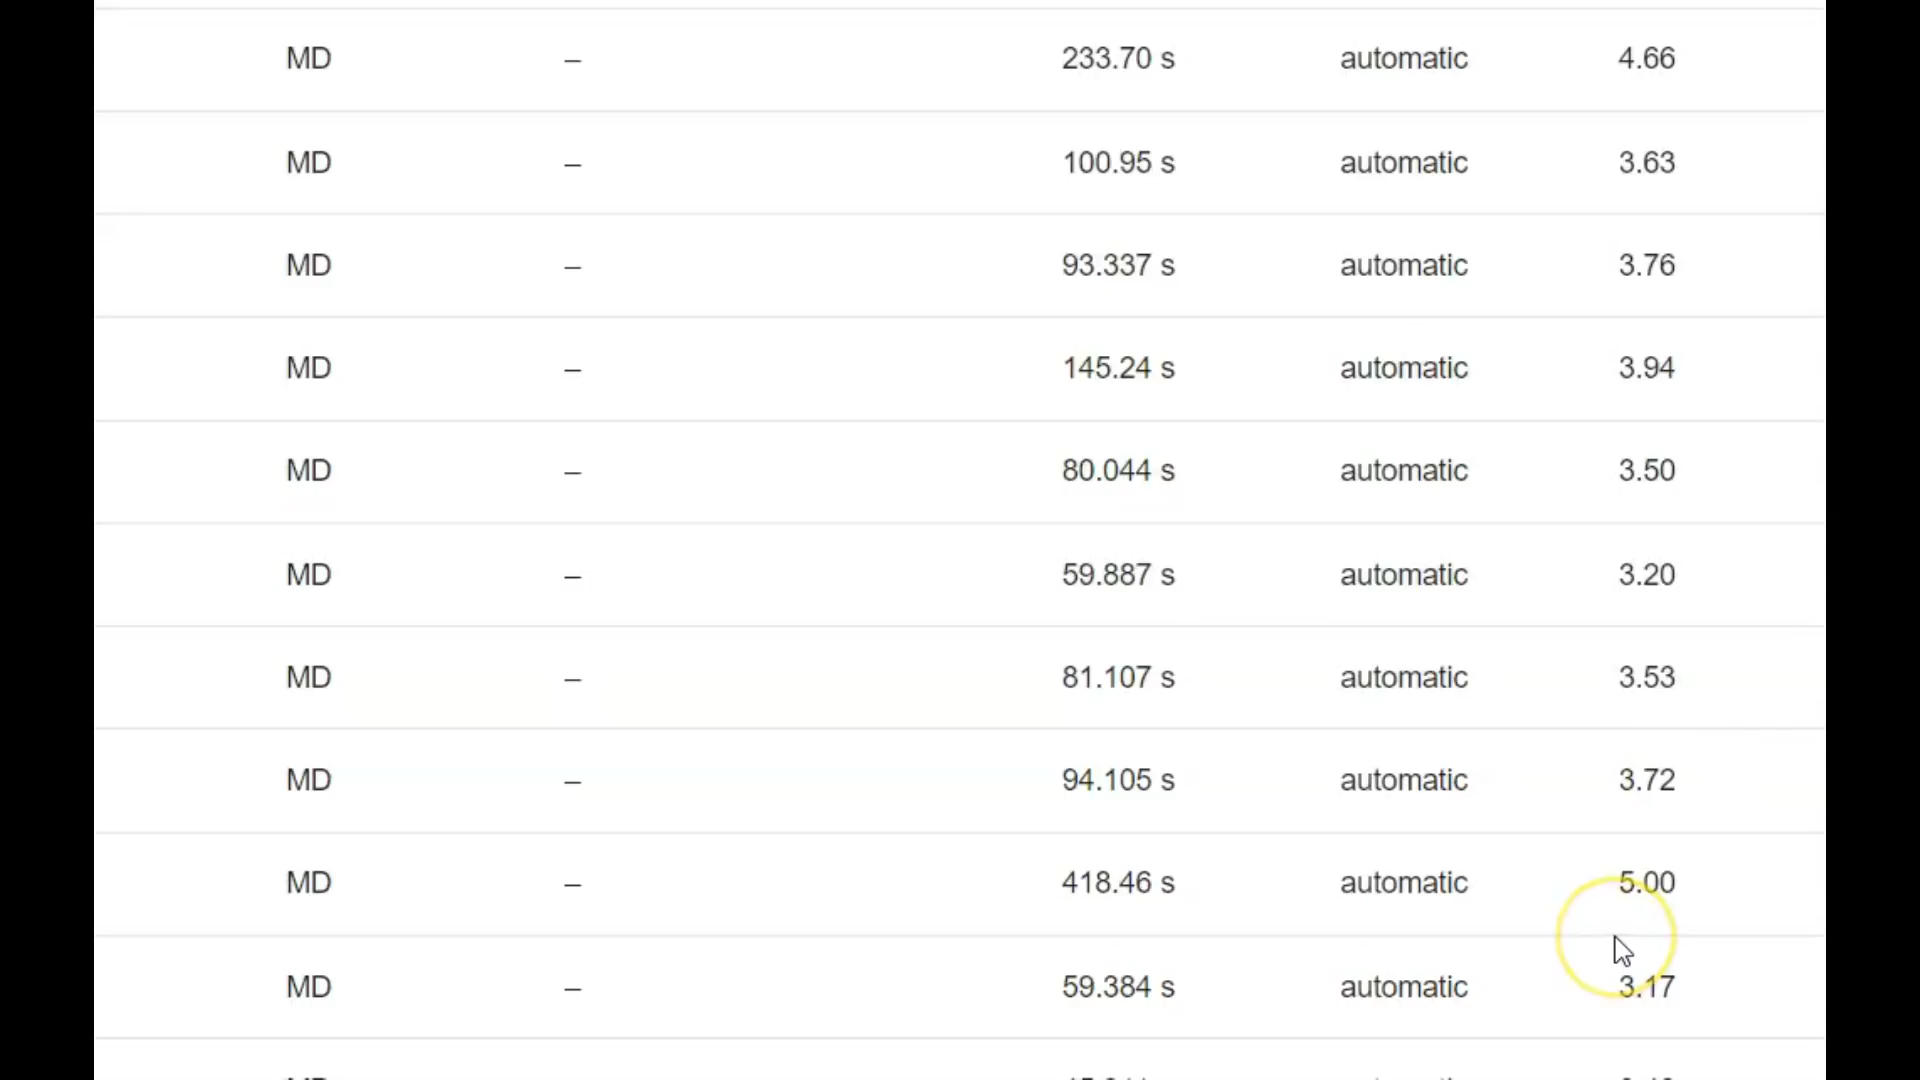 MD – 233.70 s automatic 4.66
MD – 100.95 s automatic 3.63
MD – 93.337 s automatic 3.76
MD – 145.24 s automatic 3.94
MD – 80.044 s automatic 3.50
MD – 59.887 s automatic 3.20
MD – 81.107 s automatic 3.53
MD – 94.105 s automatic 3.72
MD – 418.46 s automatic 5.00
MD – 59.384 s automatic 3.17